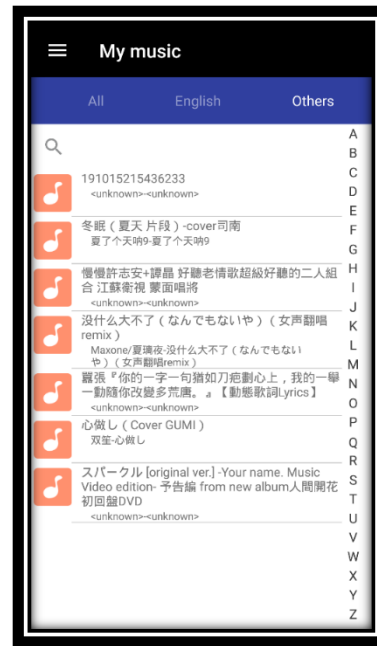 My music
All English Others
191015215436233
<unknown>-<unknown>
冬眠（夏天 片段）-cover司南
夏了个天呐9-夏了个天呐9
慢慢許志安+譚晶 好聽老情歌超級好聽的二人組
合 江蘇衛視 蒙面唱將
<unknown>-<unknown>
没什么大不了（なんでもないや）（女声翻唱
remix）
Maxone/夏璃夜-没什么大不了（なんでもない
や）（女声翻唱remix）
囂張『你的一字一句猶如刀疤劃心上，我的一舉
一動隨你改變多荒唐。』【動態歌詞Lyrics】
<unknown>-<unknown>
心做し（Cover GUMI）
双笙-心做し
スパークル [original ver.] -Your name. Music
Video edition- 予告編 from new album人間開花
初回盤DVD
<unknown>-<unknown>
A
B
C
D
E
F
G
H
I
J
K
L
M
N
O
P
Q
R
S
T
U
V
W
X
Y
Z